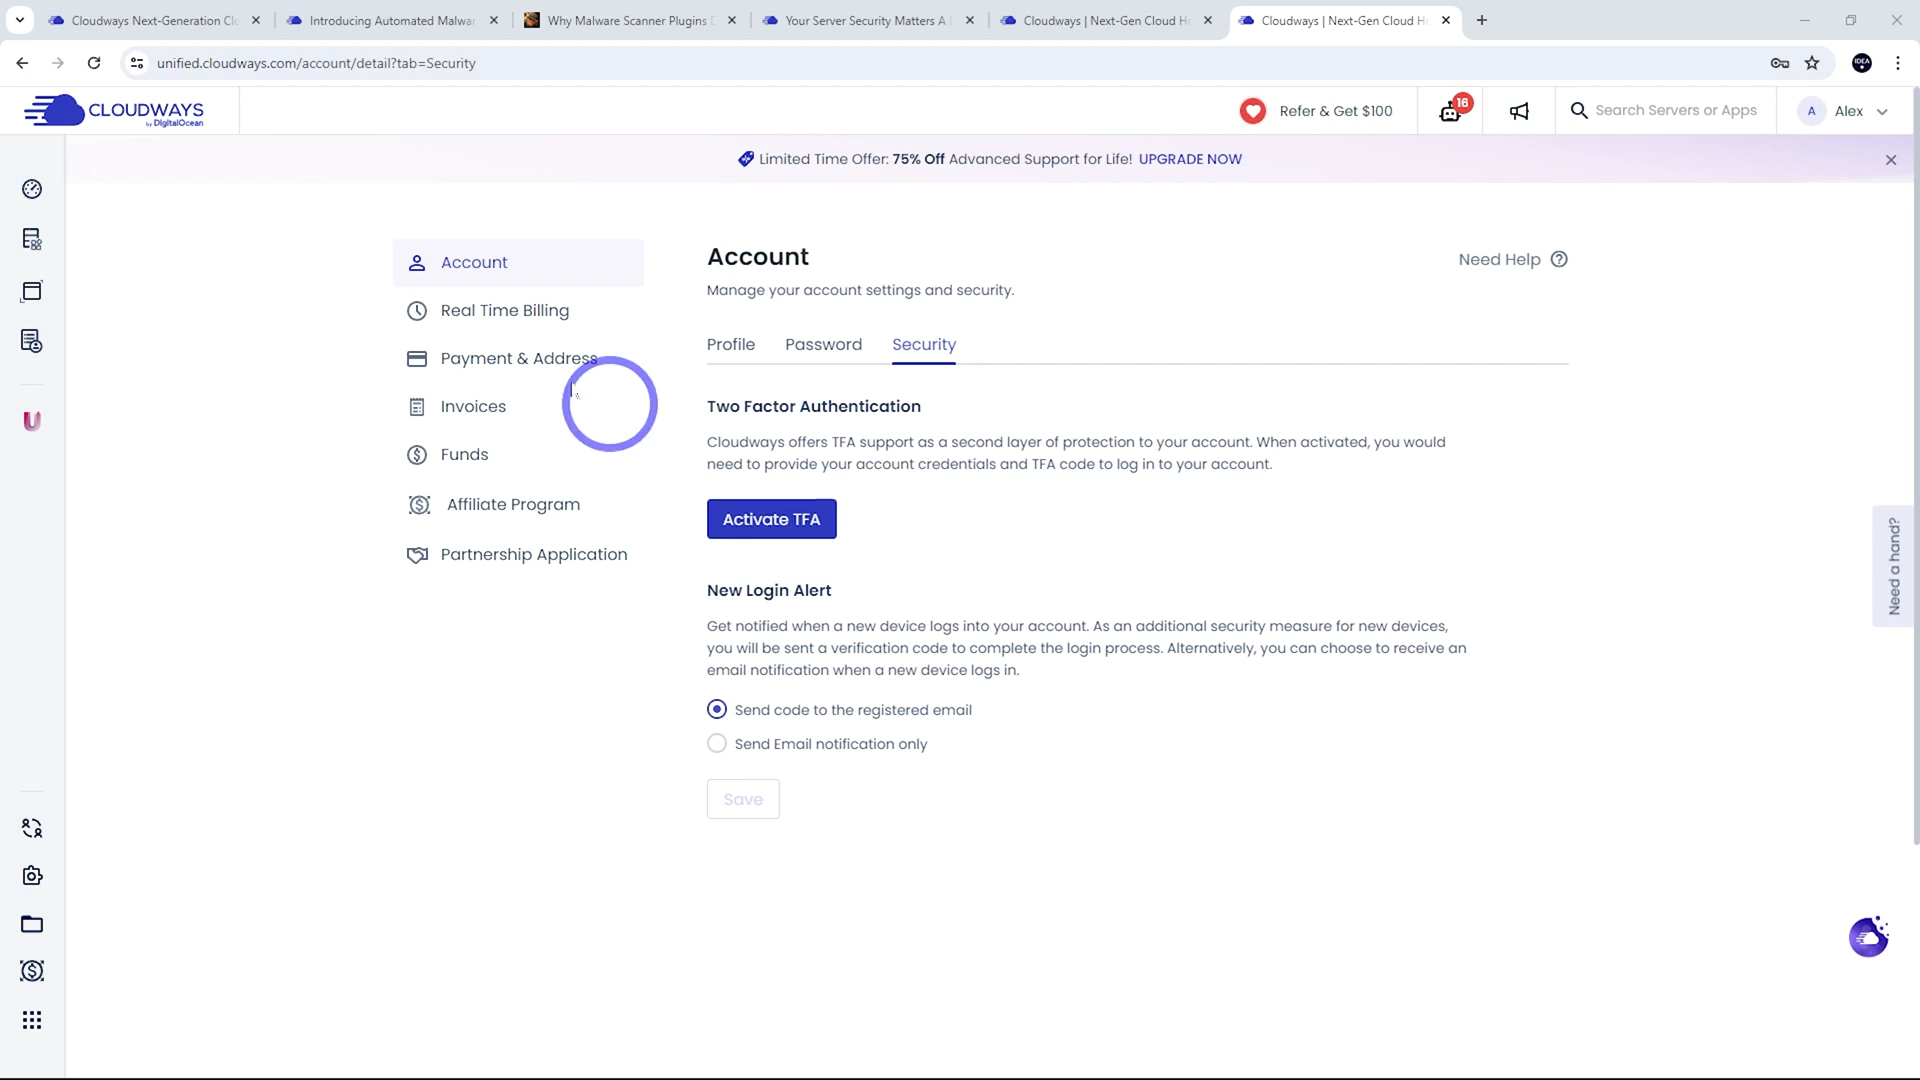 Cloudways Next-Generation Clo
Introducing Automated Malwar
Why Malware Scanner Plugins D
Your Server Security Matters A L
Cloudways | Next-Gen Cloud Ho
Cloudways | Next-Gen Cloud Ho
unified.cloudways.com/account/detail?tab=Security
IDEA
CLOUDWAYS
by DigitalOcean
Refer & Get $100
16
Search Servers or Apps
A
Alex
Limited Time Offer: 75% Off Advanced Support for Life! UPGRADE NOW
Account
Real Time Billing
Payment & Address
Invoices
Funds
Affiliate Program
Partnership Application
Account
Need Help
Manage your account settings and security.
Profile
Password
Security
Two Factor Authentication
Cloudways offers TFA support as a second layer of protection to your account. When activated, you would
need to provide your account credentials and TFA code to log in to your account.
Activate TFA
New Login Alert
Get notified when a new device logs into your account. As an additional security measure for new devices,
you will be sent a verification code to complete the login process. Alternatively, you can choose to receive an
email notification when a new device logs in.
Send code to the registered email
Send Email notification only
Save
Need a hand?